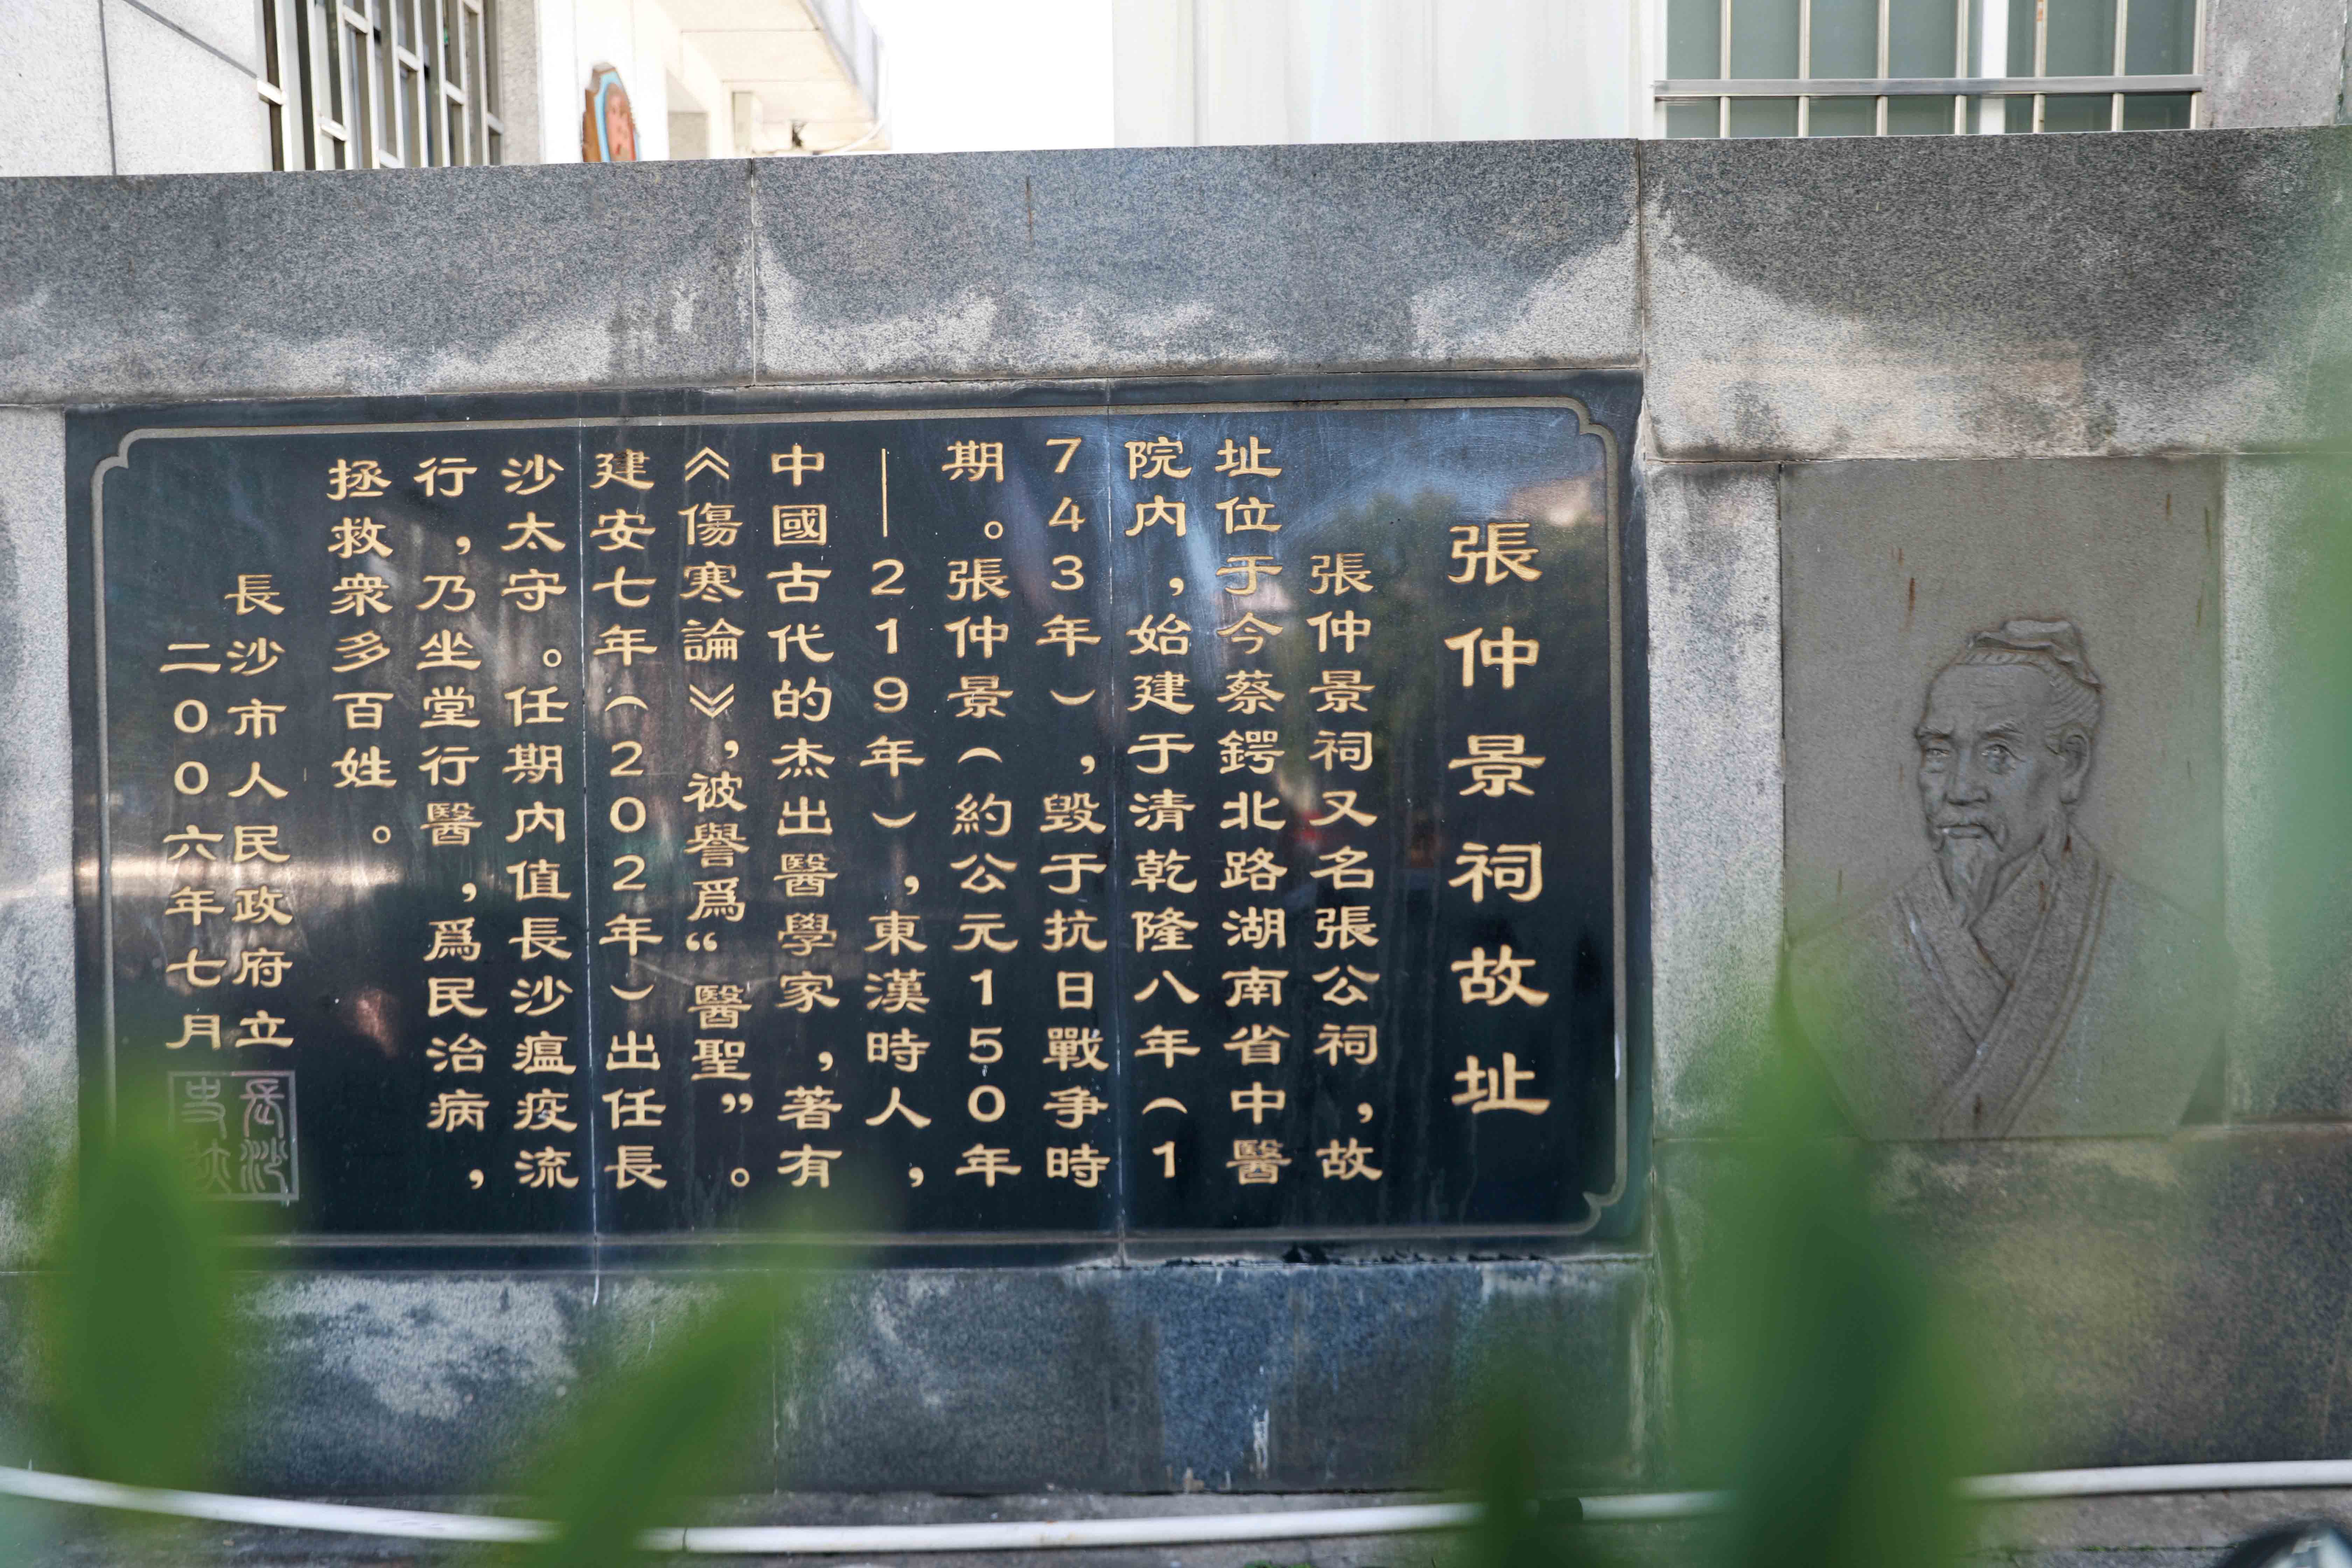 張仲景祠故址
張仲景祠又名張公祠，故
址位于今蔡鍔北路湖南省中醫
院内，始建于清乾隆八年（1
743年），毁于抗日戰争時
期。張仲景（約公元150年
—219年），東漢時人，
中國古代的杰出醫學家，著有
《傷寒論》，被譽爲“醫聖”。
建安七年（202年）出任長
沙太守。任期内值長沙瘟疫流
行，乃坐堂行醫，爲民治病，
拯救衆多百姓。
長沙市人民政府立
二00六年七月
長沙